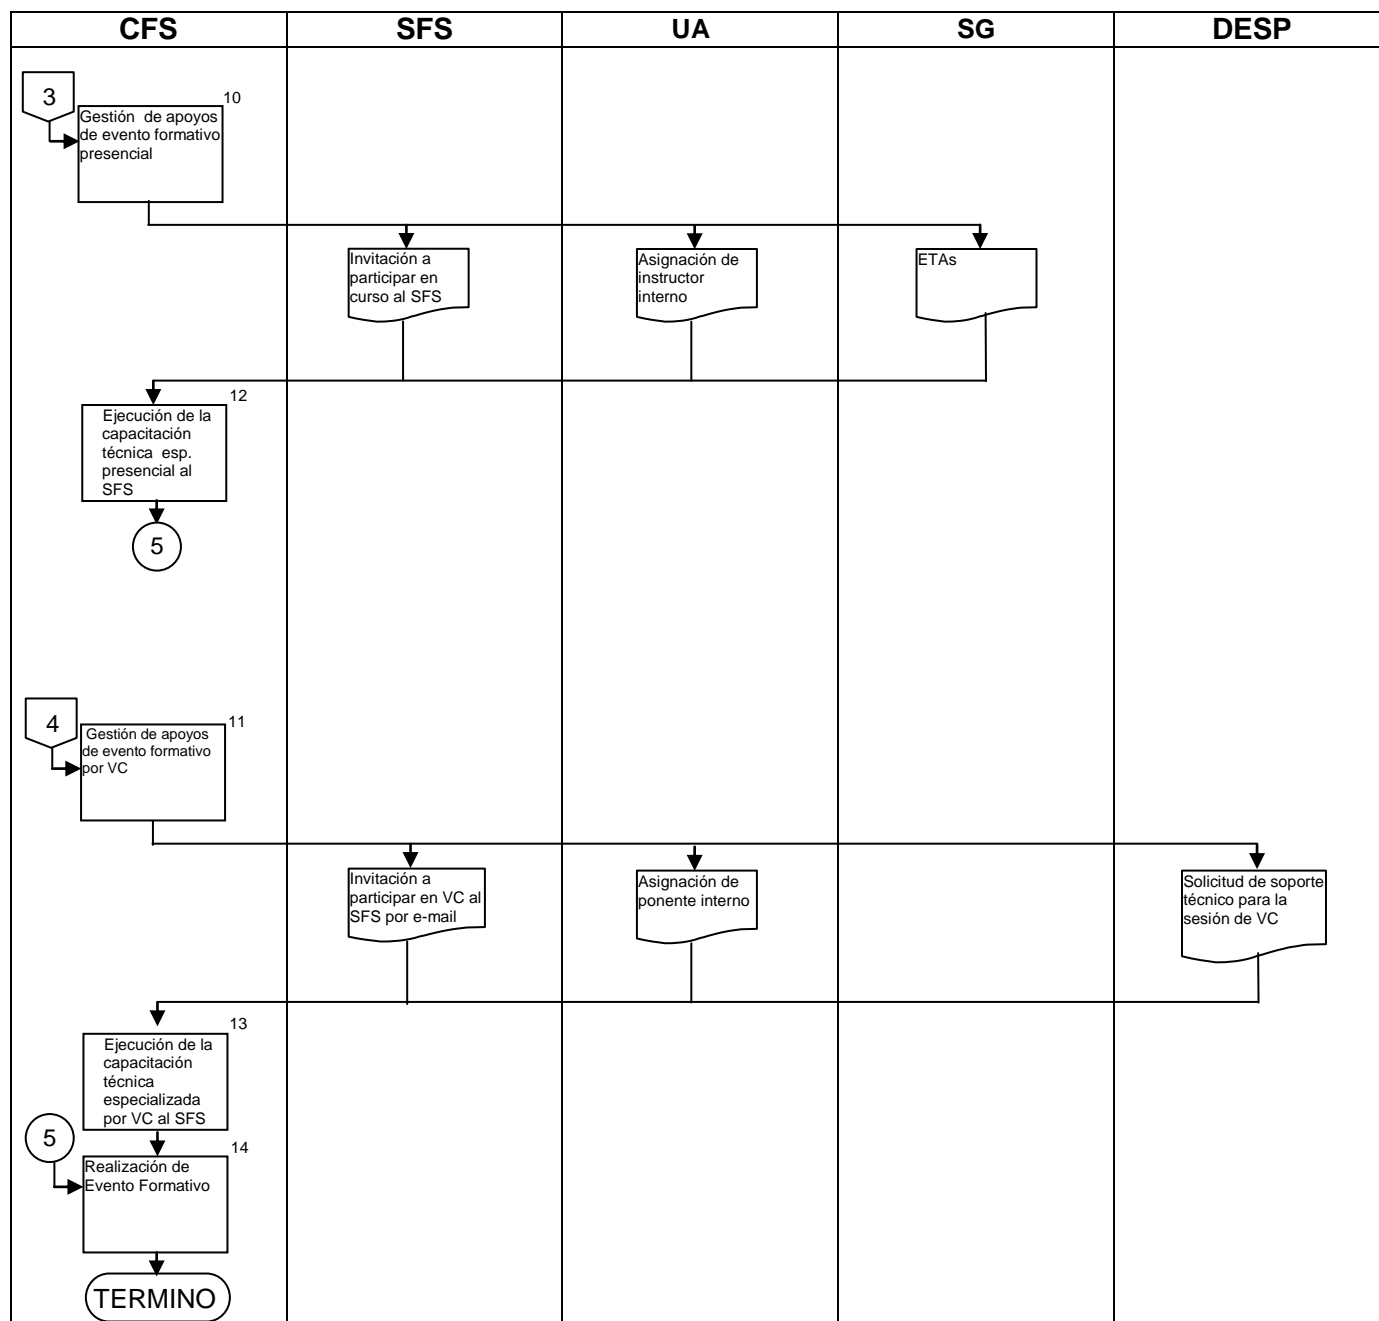 CFS
SFS
UA
SG
DESP
3
10
Gestión de apoyos
de evento formativo
presencial
Invitación a
participar en
curso al SFS
Asignación de
instructor
interno
ETAs
12
Ejecución de la
capacitación
técnica esp.
presencial al
SFS
5
4
11
Gestión de apoyos
de evento formativo
por VC
Invitación a
participar en VC al
SFS por e-mail
Asignación de
ponente interno
Solicitud de soporte
técnico para la
sesión de VC
13
Ejecución de la
capacitación
técnica
especializada
por VC al SFS
5
14
Realización de
Evento Formativo
TERMINO